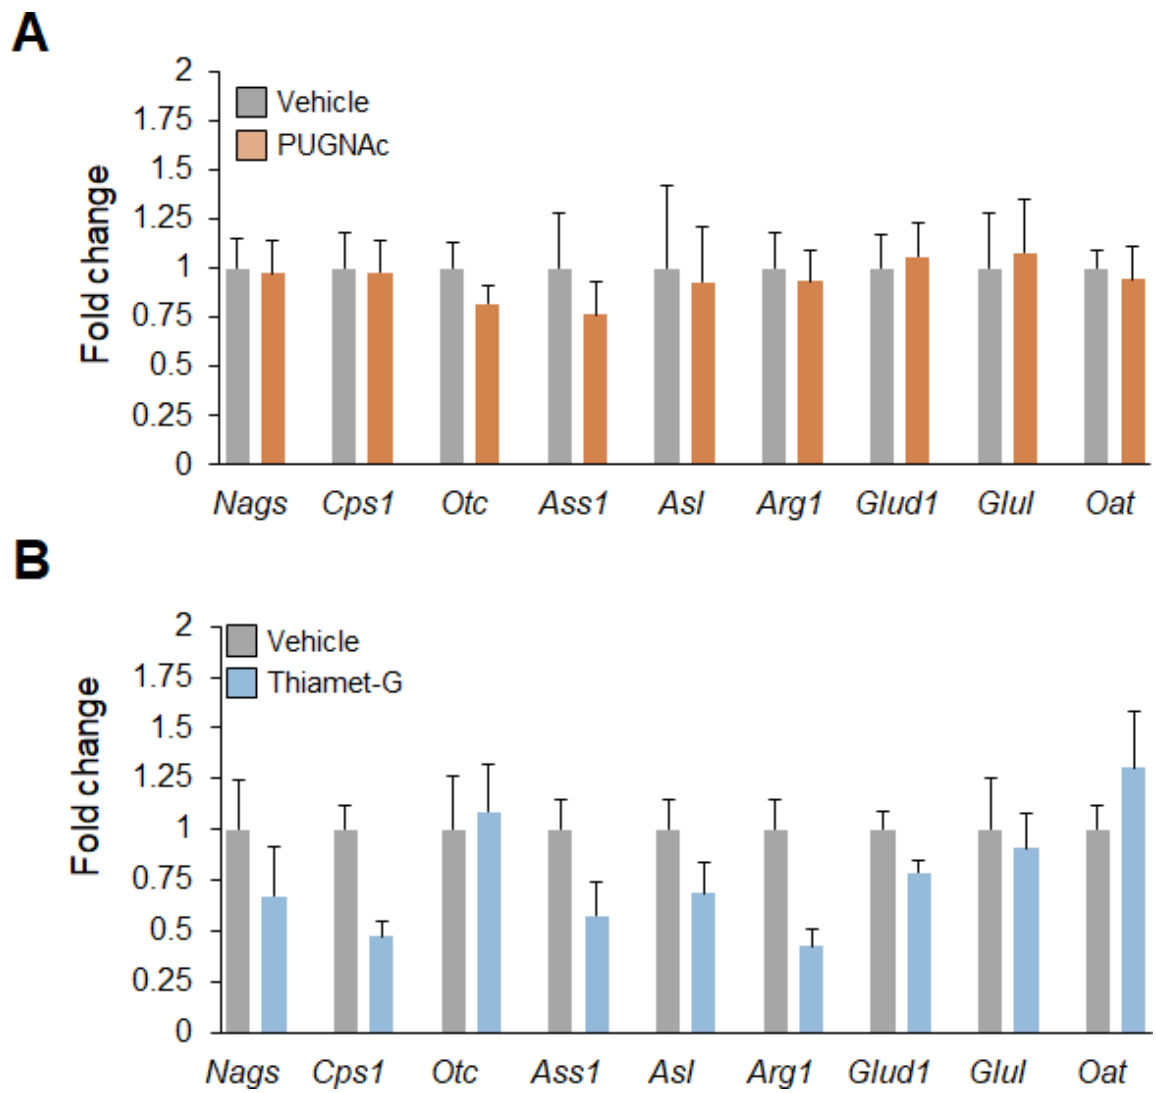 A
2
1.75
1.5
1.25
1
0.75
0.5
0.25
0
Fold change
Vehicle
PUGNAc
Nags Cps1 Otc Ass1 Asl Arg1 Glud1 Glul Oat
B
2
1.75
1.5
1.25
1
0.75
0.5
0.25
0
Fold change
Vehicle
Thiamet-G
Nags Cps1 Otc Ass1 Asl Arg1 Glud1 Glul Oat